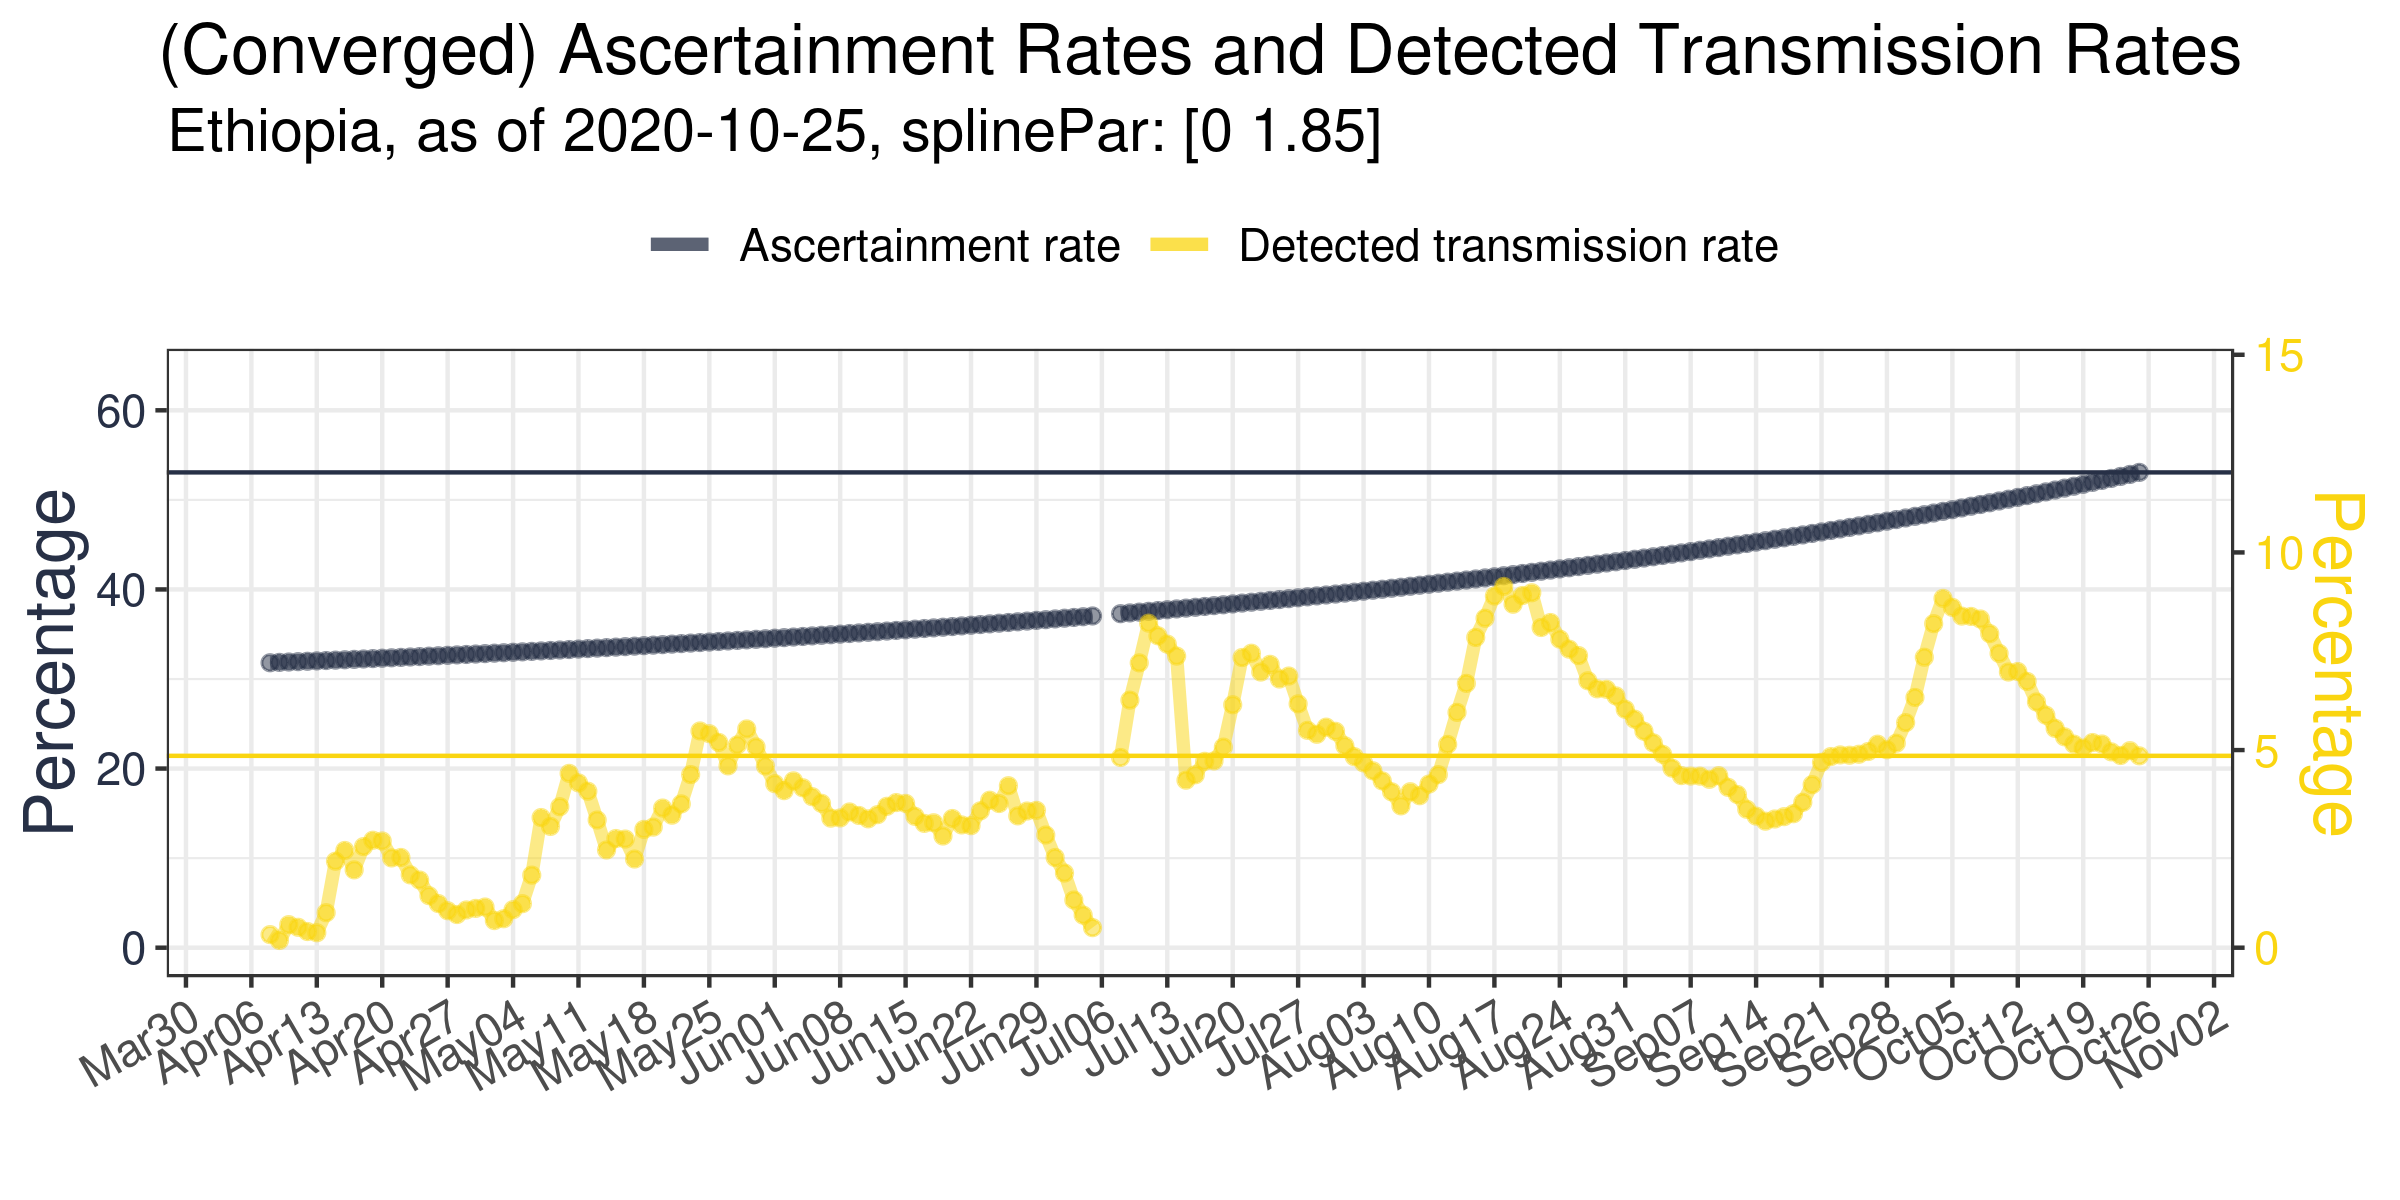 (Converged) Ascertainment Rates and Detected Transmission Rates
Ethiopia, as of 2020-10-25, splinePar: [0 1.85]
Ascertainment rate
Detected transmission rate
Percentage
60
40
20
0
15
10
5
0
Percentage
Mar30
Apr06
Apr13
Apr20
Apr27
May04
May11
May18
May25
Jun01
Jun08
Jun15
Jun22
Jun29
Jul06
Jul13
Jul20
Jul27
Aug03
Aug10
Aug17
Aug24
Aug31
Sep07
Sep14
Sep21
Sep28
Oct05
Oct12
Oct19
Oct26
Nov02